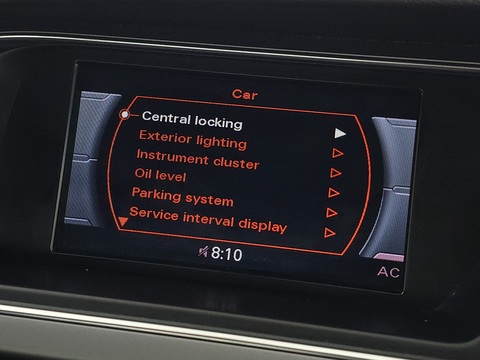 Car
Central locking
Exterior lighting
Instrument cluster
Oil level
Parking system
Service interval display
8:10
AC